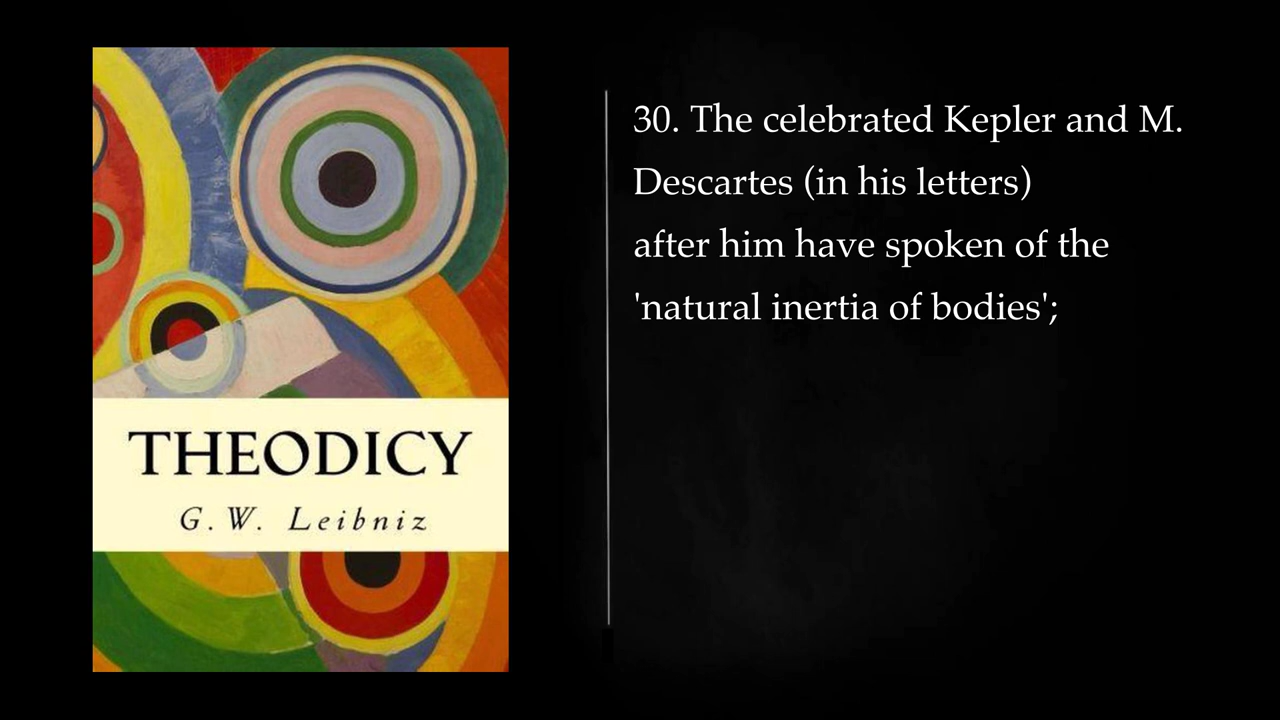 THEODICY
G. W. Leibniz
30. The celebrated Kepler and M.
Descartes (in his letters)
after him have spoken of the
'natural inertia of bodies';